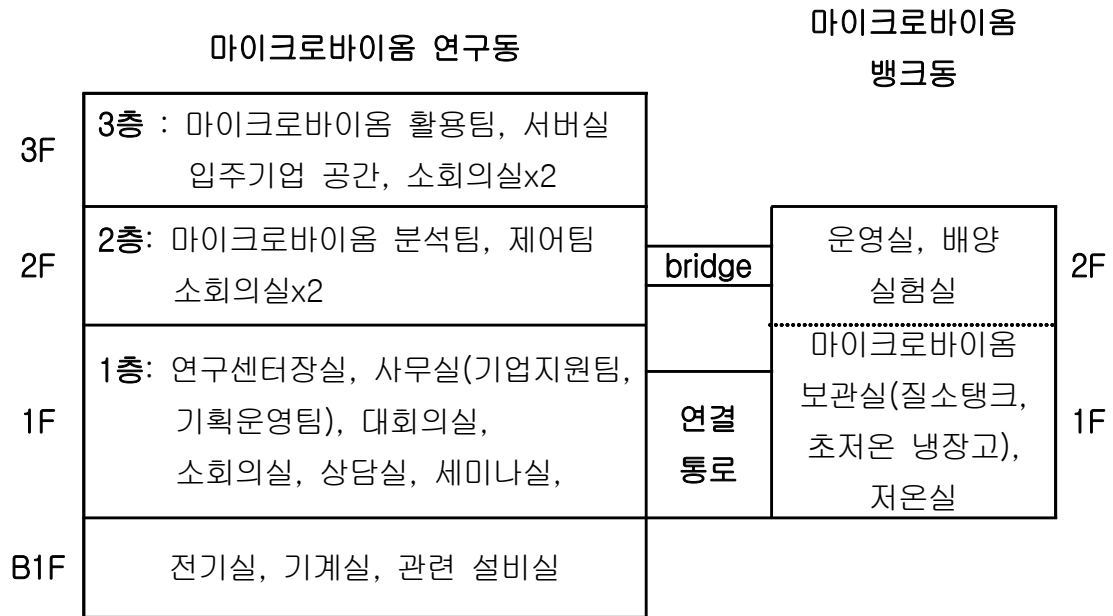 마이크로바이옴 연구동
마이크로바이옴
뱅크동
3F
3층 : 마이크로바이옴 활용팀, 서버실
입주기업 공간, 소회의실x2
2F
2층: 마이크로바이옴 분석팀, 제어팀
소회의실x2
bridge
운영실, 배양
실험실
2F
1F
1층: 연구센터장실, 사무실(기업지원팀,
기획운영팀), 대회의실,
소회의실, 상담실, 세미나실,
연결
통로
마이크로바이옴
보관실(질소탱크,
초저온 냉장고),
저온실
1F
B1F
전기실, 기계실, 관련 설비실